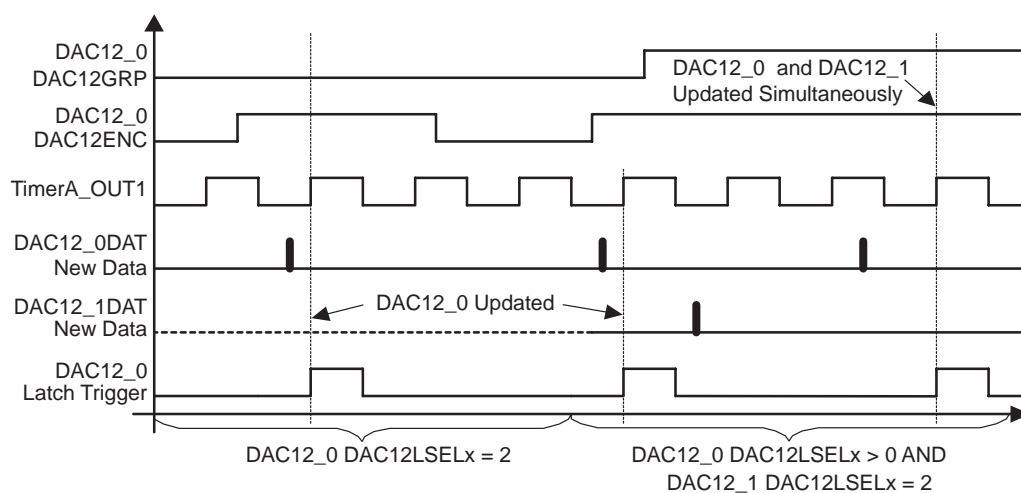 DAC12_0
DAC12GRP
DAC12_0 and DAC12_1
Updated Simultaneously
DAC12_0
DAC12ENC
TimerA_OUT1
DAC12_0DAT
New Data
DAC12_1DAT
New Data
DAC12_0 Updated
DAC12_0
Latch Trigger
DAC12_0 DAC12LSELx = 2
DAC12_0 DAC12LSELx > 0 AND
DAC12_1 DAC12LSELx = 2